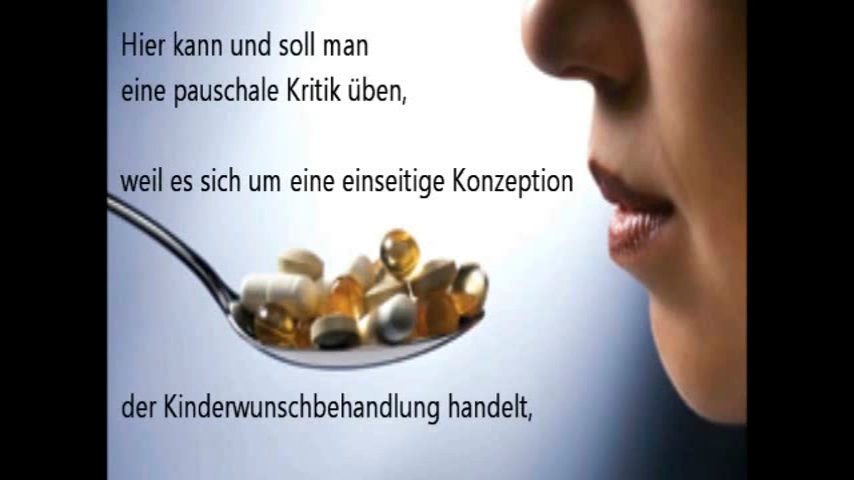 Hier kann und soll man
eine pauschale Kritik üben,
weil es sich um eine einseitige Konzeption
der Kinderwunschbehandlung handelt,